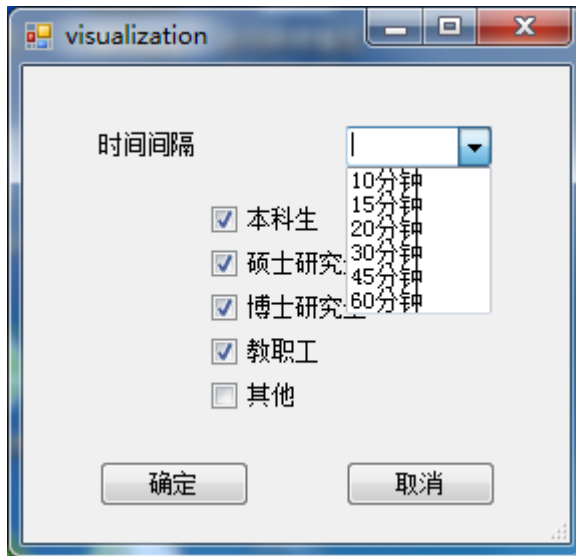 visualization
时间间隔
10分钟
15分钟
20分钟
30分钟
45分钟
60分钟
本科生
硕士研究
博士研究
教职工
其他
确定
取消